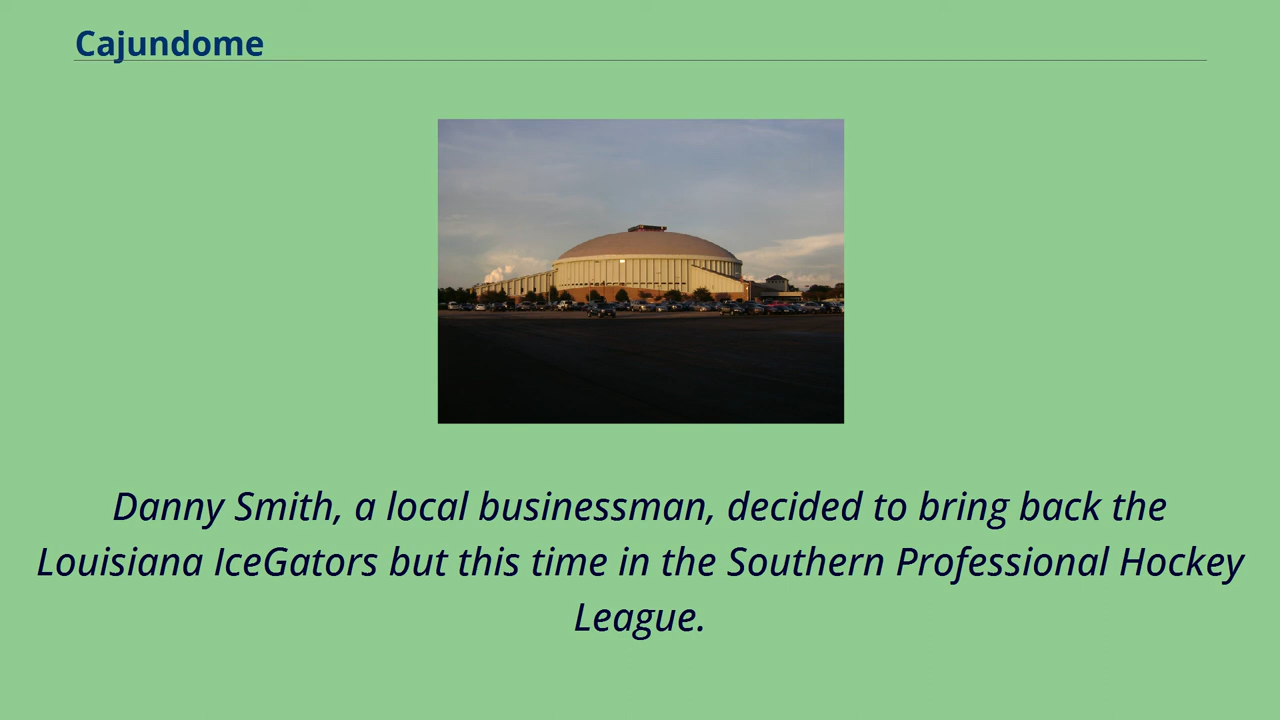 Cajundome
Danny Smith, a local businessman, decided to bring back the
Louisiana IceGators but this time in the Southern Professional Hockey
League.